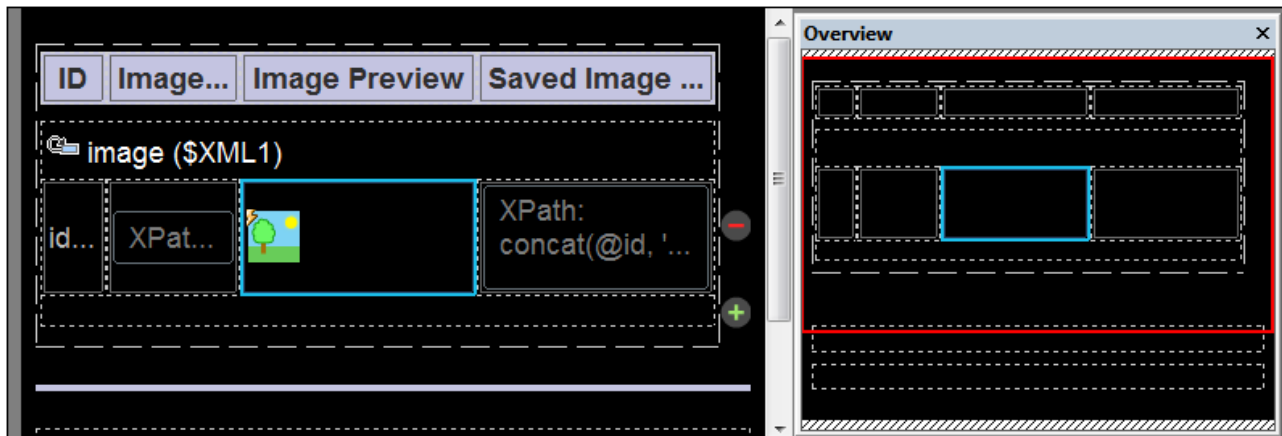 Overview
ID Image... Image Preview Saved Image ...
image ($XML1)
id... XPat... XPath:
concat(@id, '...